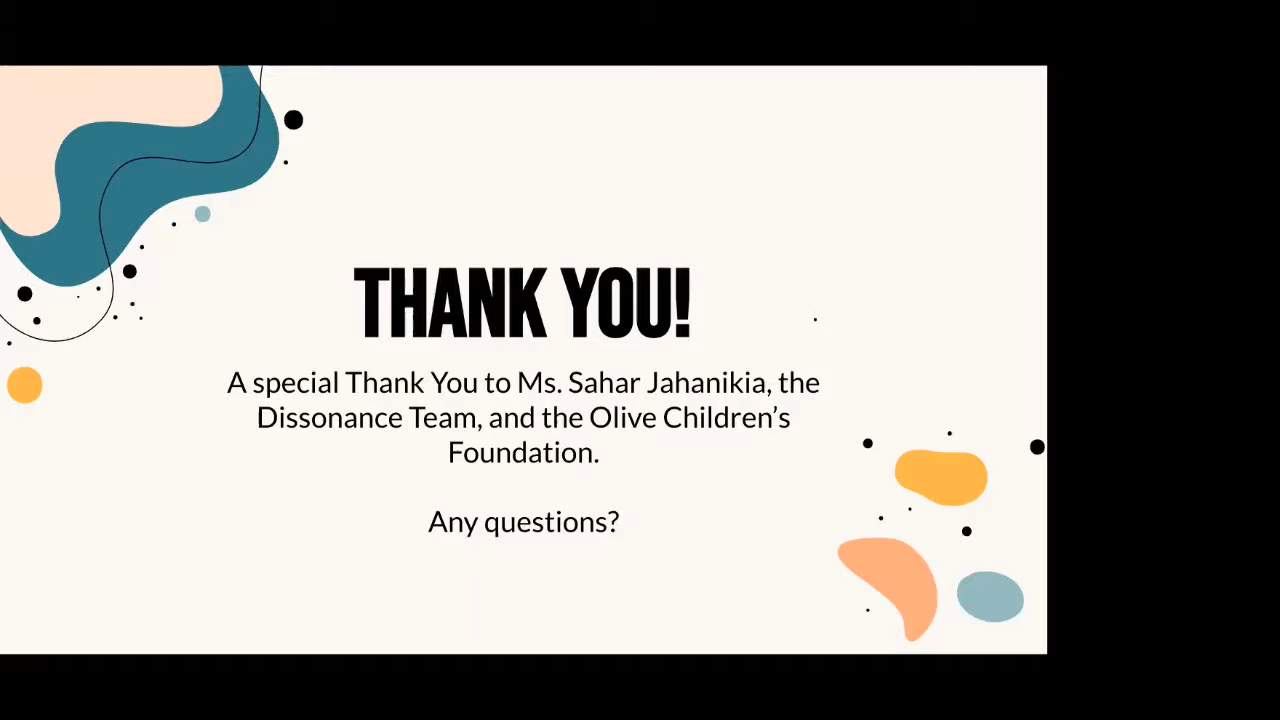 THANK YOU!
A special Thank You to Ms. Sahar Jahanikia, the
Dissonance Team, and the Olive Children’s
Foundation.
Any questions?